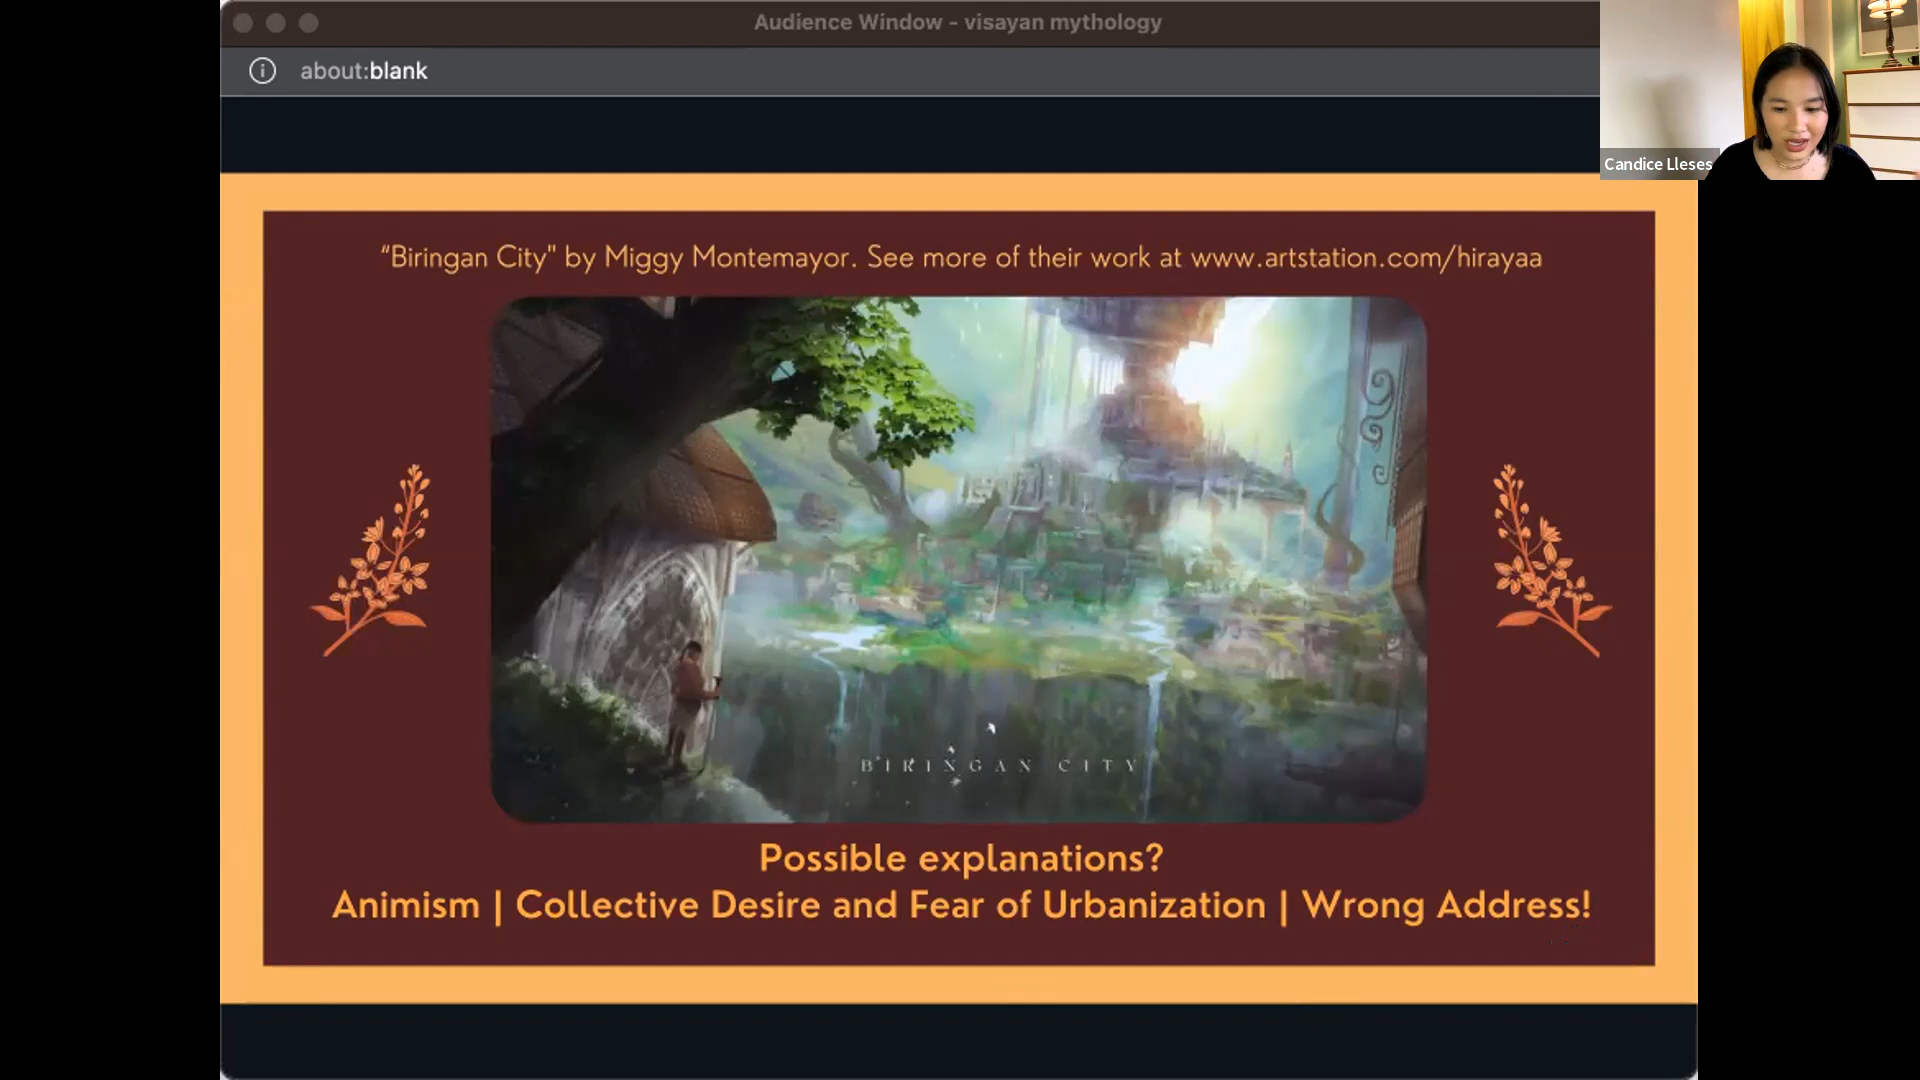 Audience Window - visayan mythology
about:blank
Candice Lleses
“Biringan City" by Miggy Montemayor. See more of their work at www.artstation.com/hirayaa
BIRINGAN CITY
Possible explanations?
Animism | Collective Desire and Fear of Urbanization | Wrong Address!